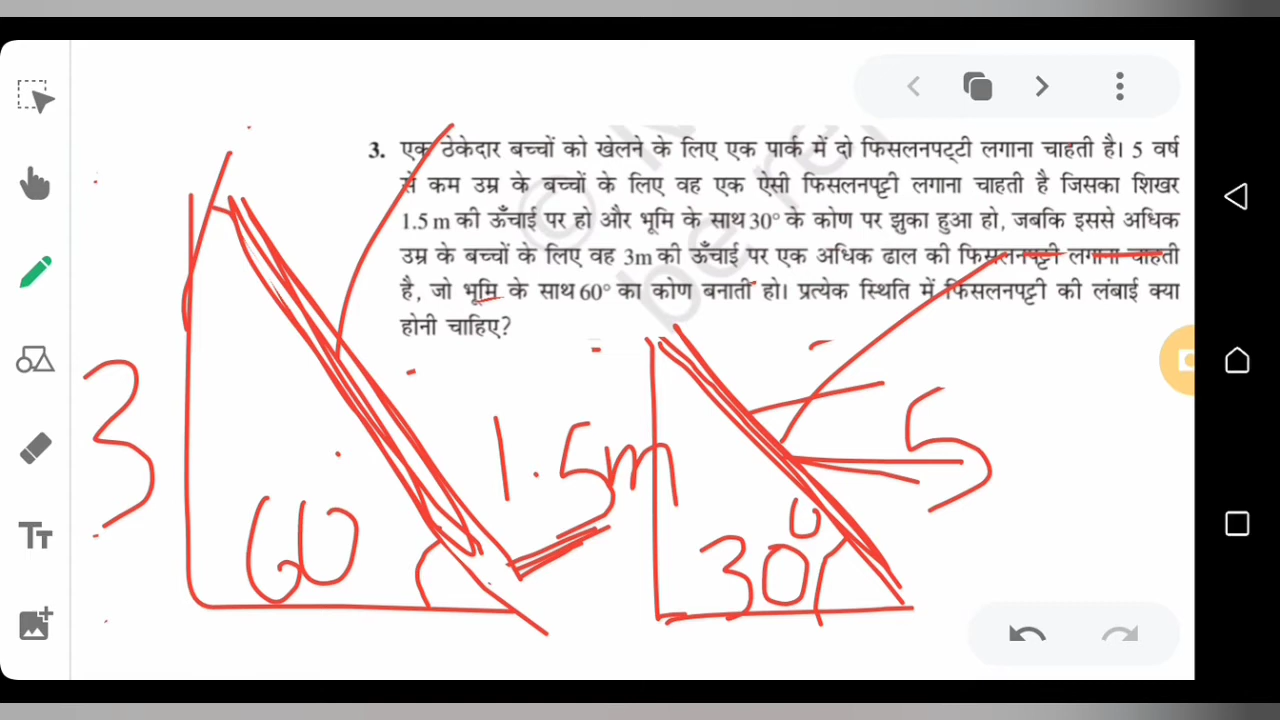 3. एक ठेकेदार बच्चों को खेलने के लिए एक पार्क में दो फिसलनपट्टी लगाना चाहती है। 5 वर्ष
से कम उम्र के बच्चों के लिए वह एक ऐसी फिसलनपट्टी लगाना चाहती है जिसका शिखर
1.5 m की ऊँचाई पर हो और भूमि के साथ 30° के कोण पर झुका हुआ हो, जबकि इससे अधिक
उम्र के बच्चों के लिए वह 3m की ऊँचाई पर एक अधिक ढाल की फिसलनपट्टी लगाना चाहती
है, जो भूमि के साथ 60° का कोण बनाती हो। प्रत्येक स्थिति में फिसलनपट्टी की लंबाई क्या
होनी चाहिए?
3
60
1.5m
30°
5
Tт